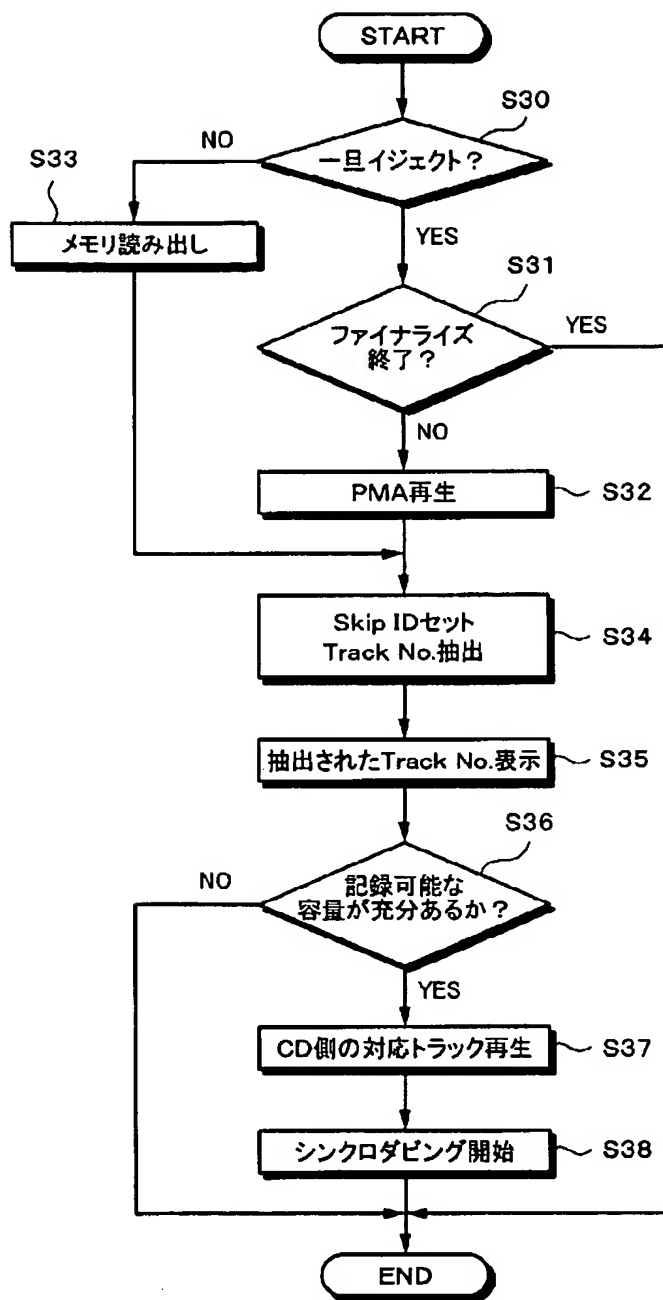 START
S30
NO
S33
一旦イジェクト？
メモリ読み出し
YES
S31
ファイナライズ
終了？
YES
NO
PMA再生
S32
Skip IDセット
Track No.抽出
S34
抽出されたTrack No.表示
S35
S36
NO
記録可能な
容量が充分あるか？
YES
CD側の対応トラック再生
S37
シンクロダビング開始
S38
END